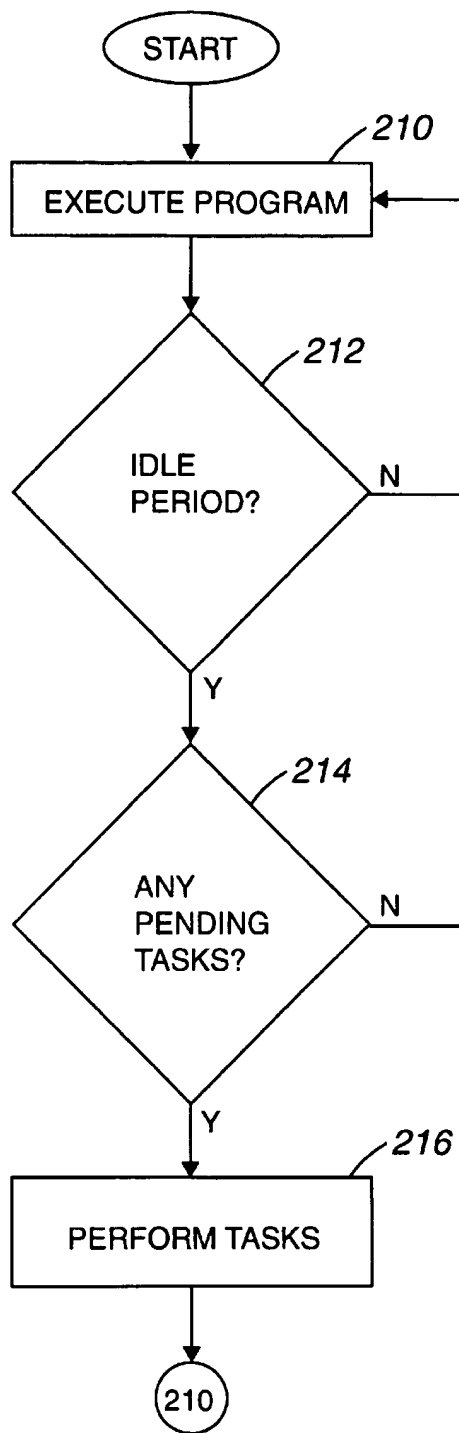 START
210
EXECUTE PROGRAM
212
IDLE
PERIOD?
N
Y
214
ANY
PENDING
TASKS?
N
Y
216
PERFORM TASKS
210